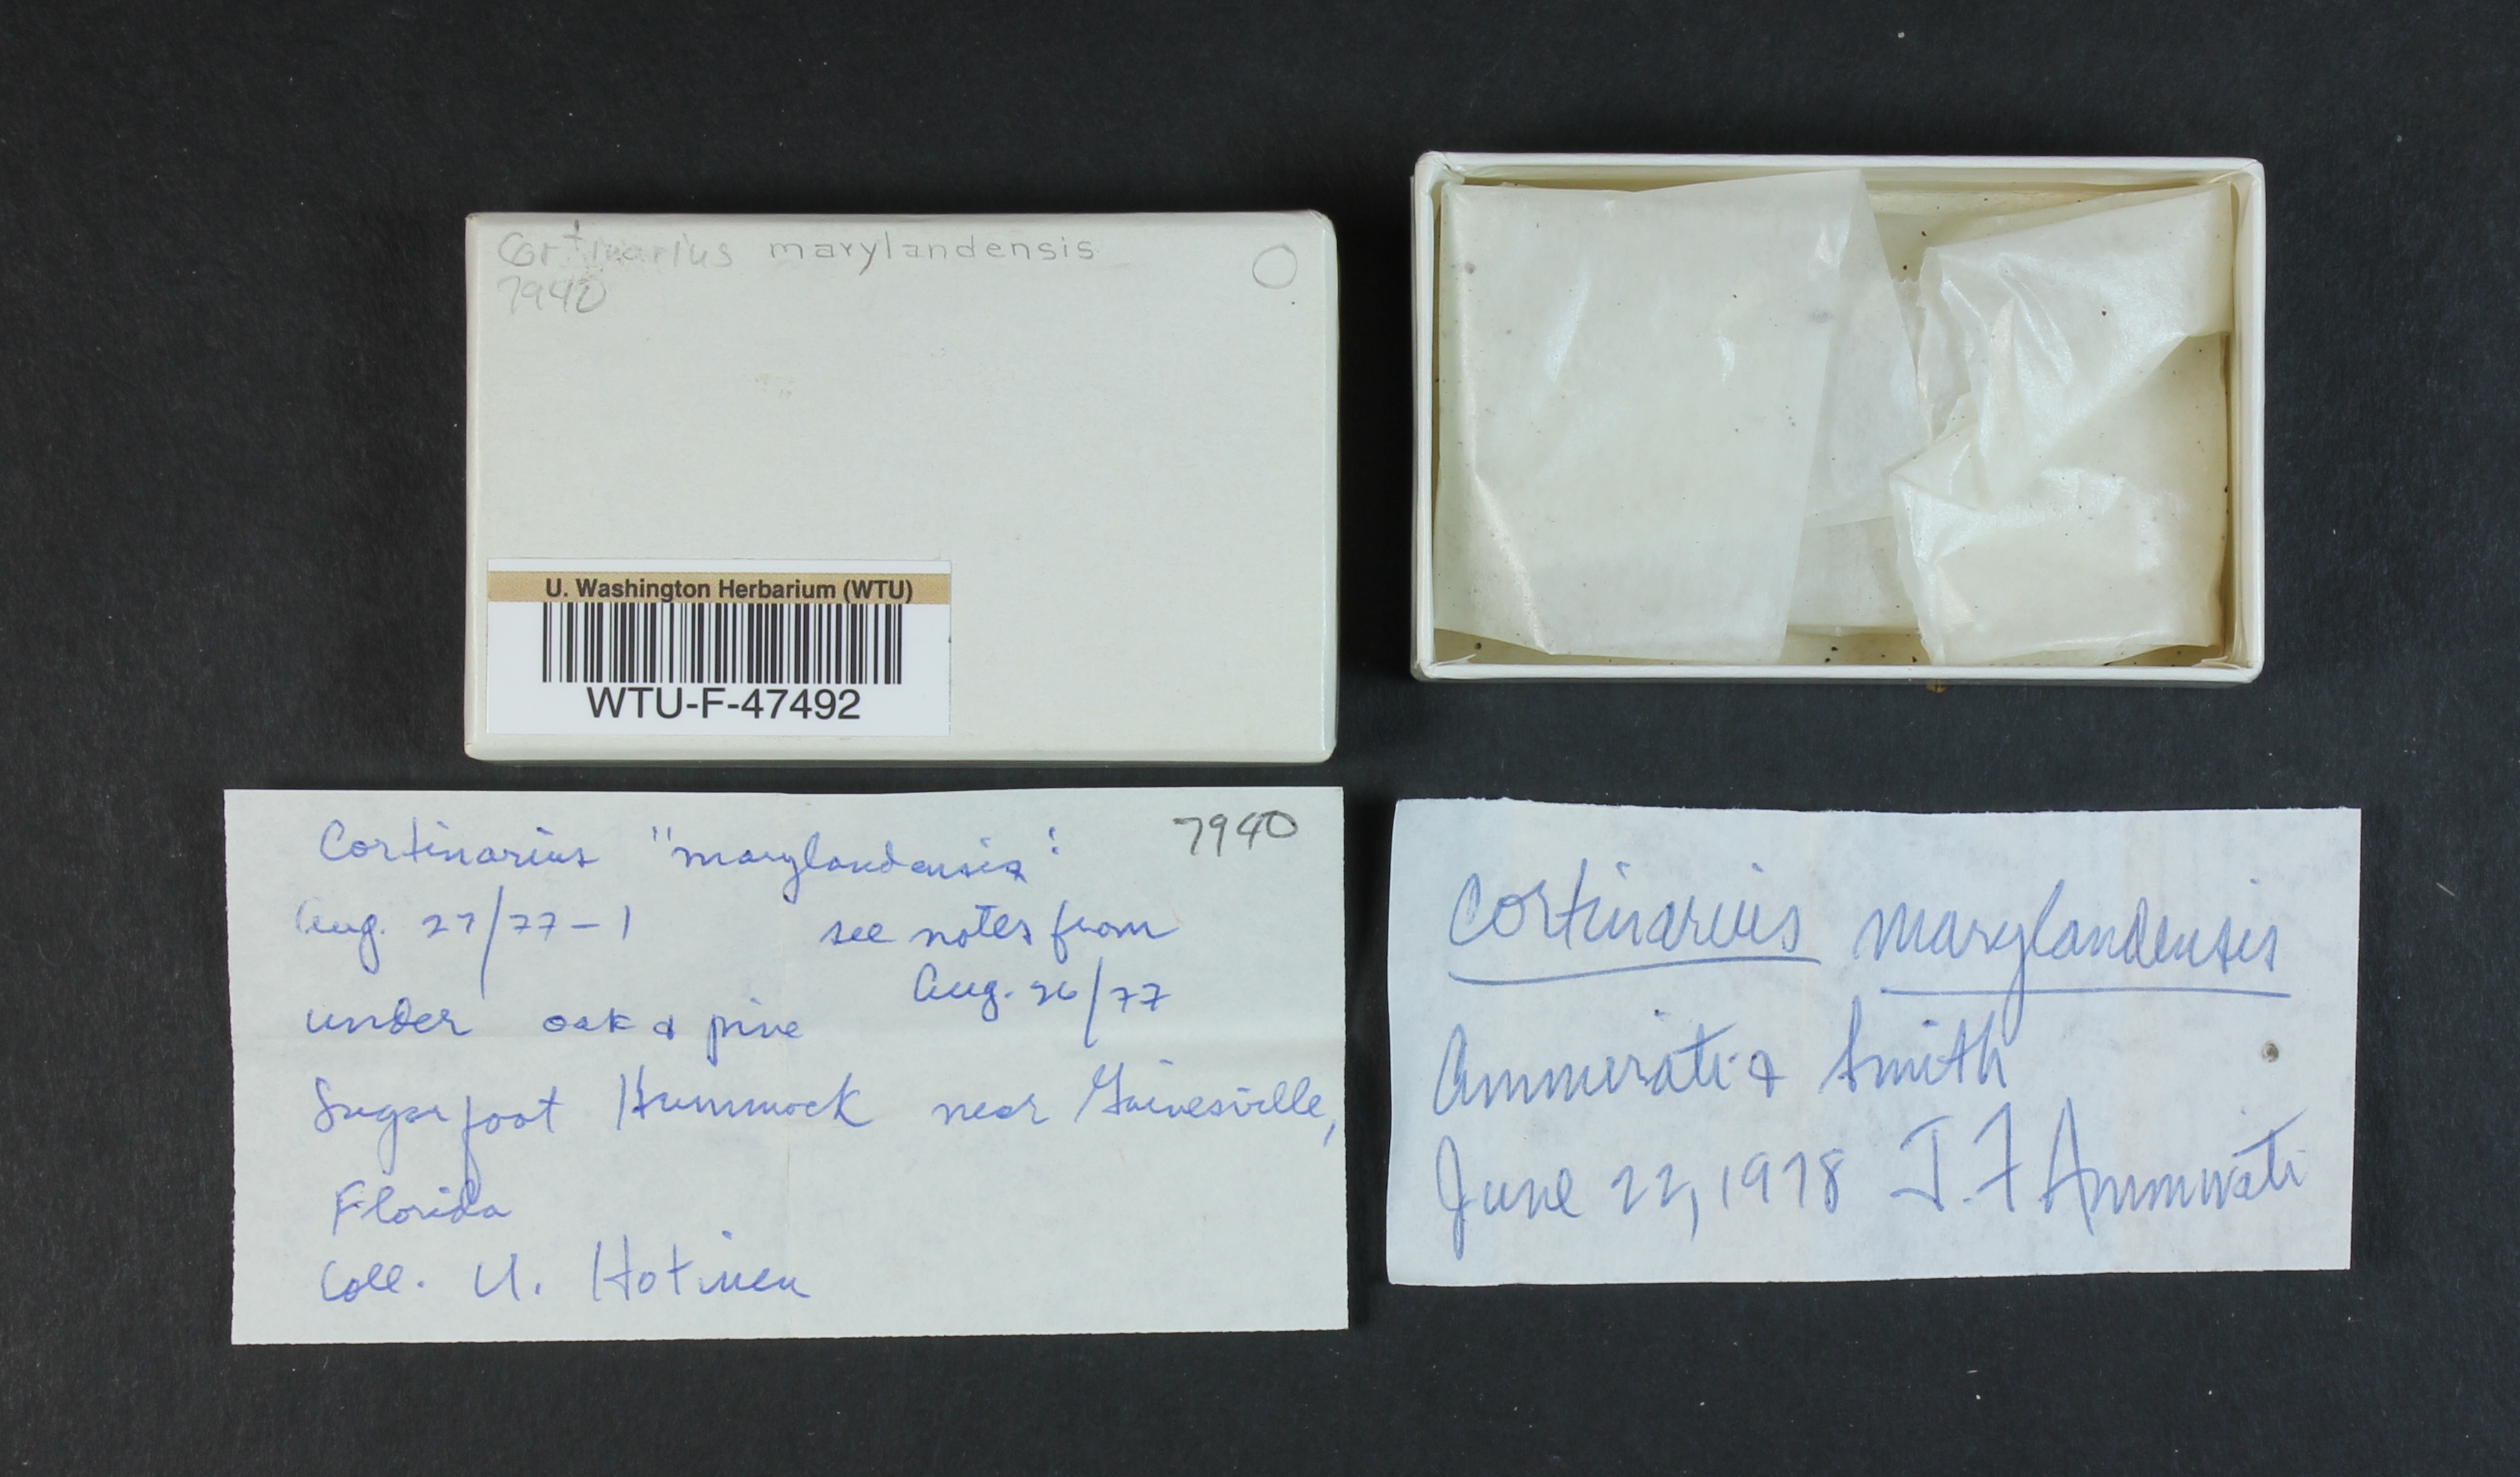 Cortinarius marylandensis
7940
O
U. Washington Herbarium (WTU)
WTU-F-47492
7940
Cortinarius "marylandensis"
Aug. 27/77-1 see notes from
Aug. 26/77
under oak & pine
Sugarfoot Hummock near Gainesville,
Florida
Coll. U. Hotinen
Cortinarius marylandensis
Ammirati & Smith
June 22, 1978 J.F Ammirati